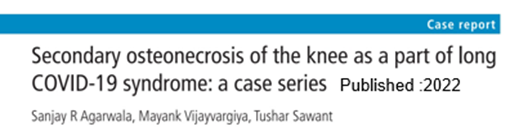 Case report
Secondary osteonecrosis of the knee as a part of long
COVID-19 syndrome: a case series Published :2022
Sanjay R Agarwala, Mayank Vijayvargiya, Tushar Sawant